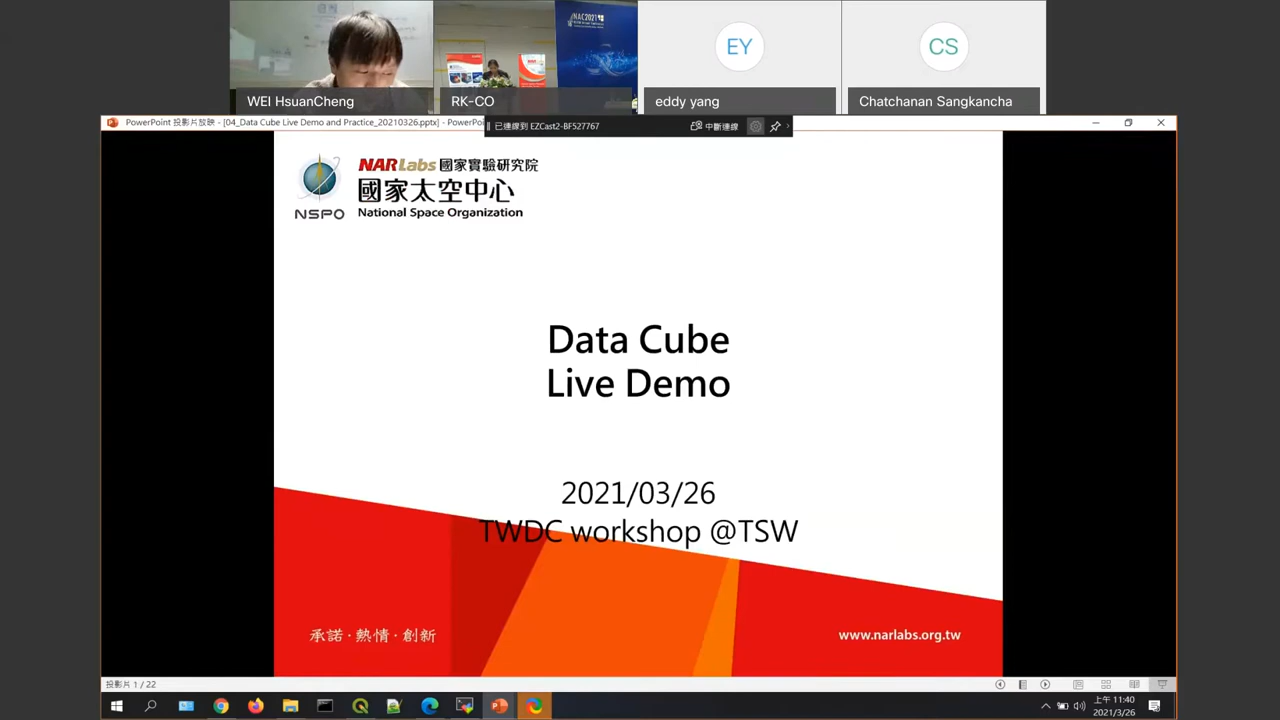 NAC2021
EY
CS
WEI HsuanCheng
RK-CO
eddy yang
Chatchanan Sangkancha
PowerPoint 投影片放映 - [04_Data Cube Live Demo and Practice_20210326.pptx] - PowerPoi
已連線到 EZCast2-BF527767
中斷連線
NARLabs 國家實驗研究院
國家太空中心
NSPO
National Space Organization
Data Cube
Live Demo
2021/03/26
TWDC workshop @TSW
承諾·熱情·創新
www.narlabs.org.tw
投影片 1 / 22
上午 11:40
2021/3/26